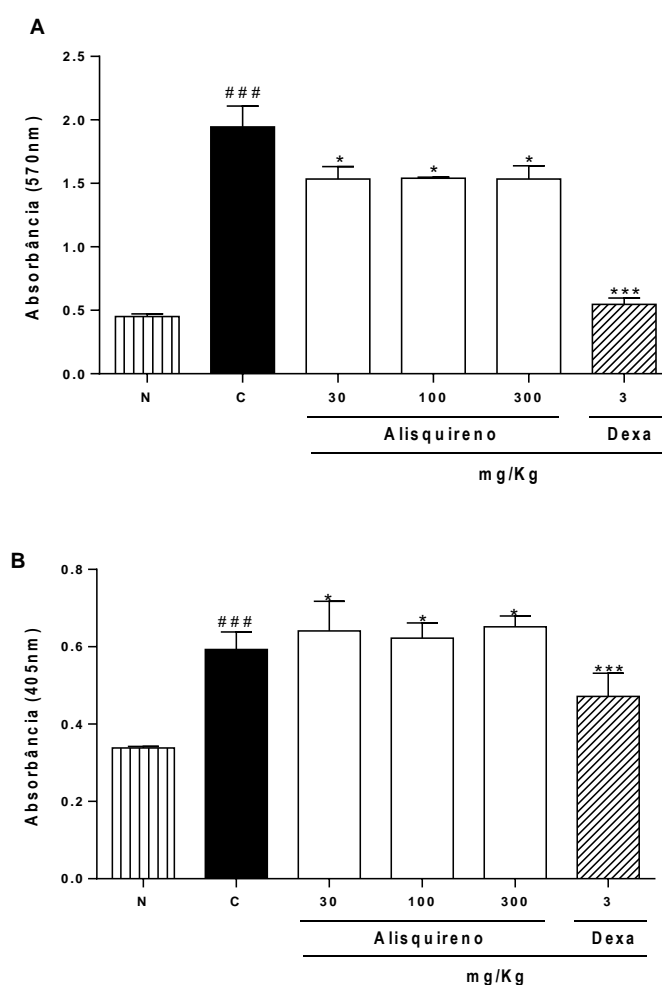 A
Absorbância (570nm)
2.5
2.0
1.5
1.0
0.5
0.0
###
*
*
*
***
N C 30 100 300 3
Alisquireno Dexa
mg/Kg
B
Absorbância (405nm)
0.8
0.6
0.4
0.2
0.0
###
*
*
*
***
N C 30 100 300 3
Alisquireno Dexa
mg/Kg